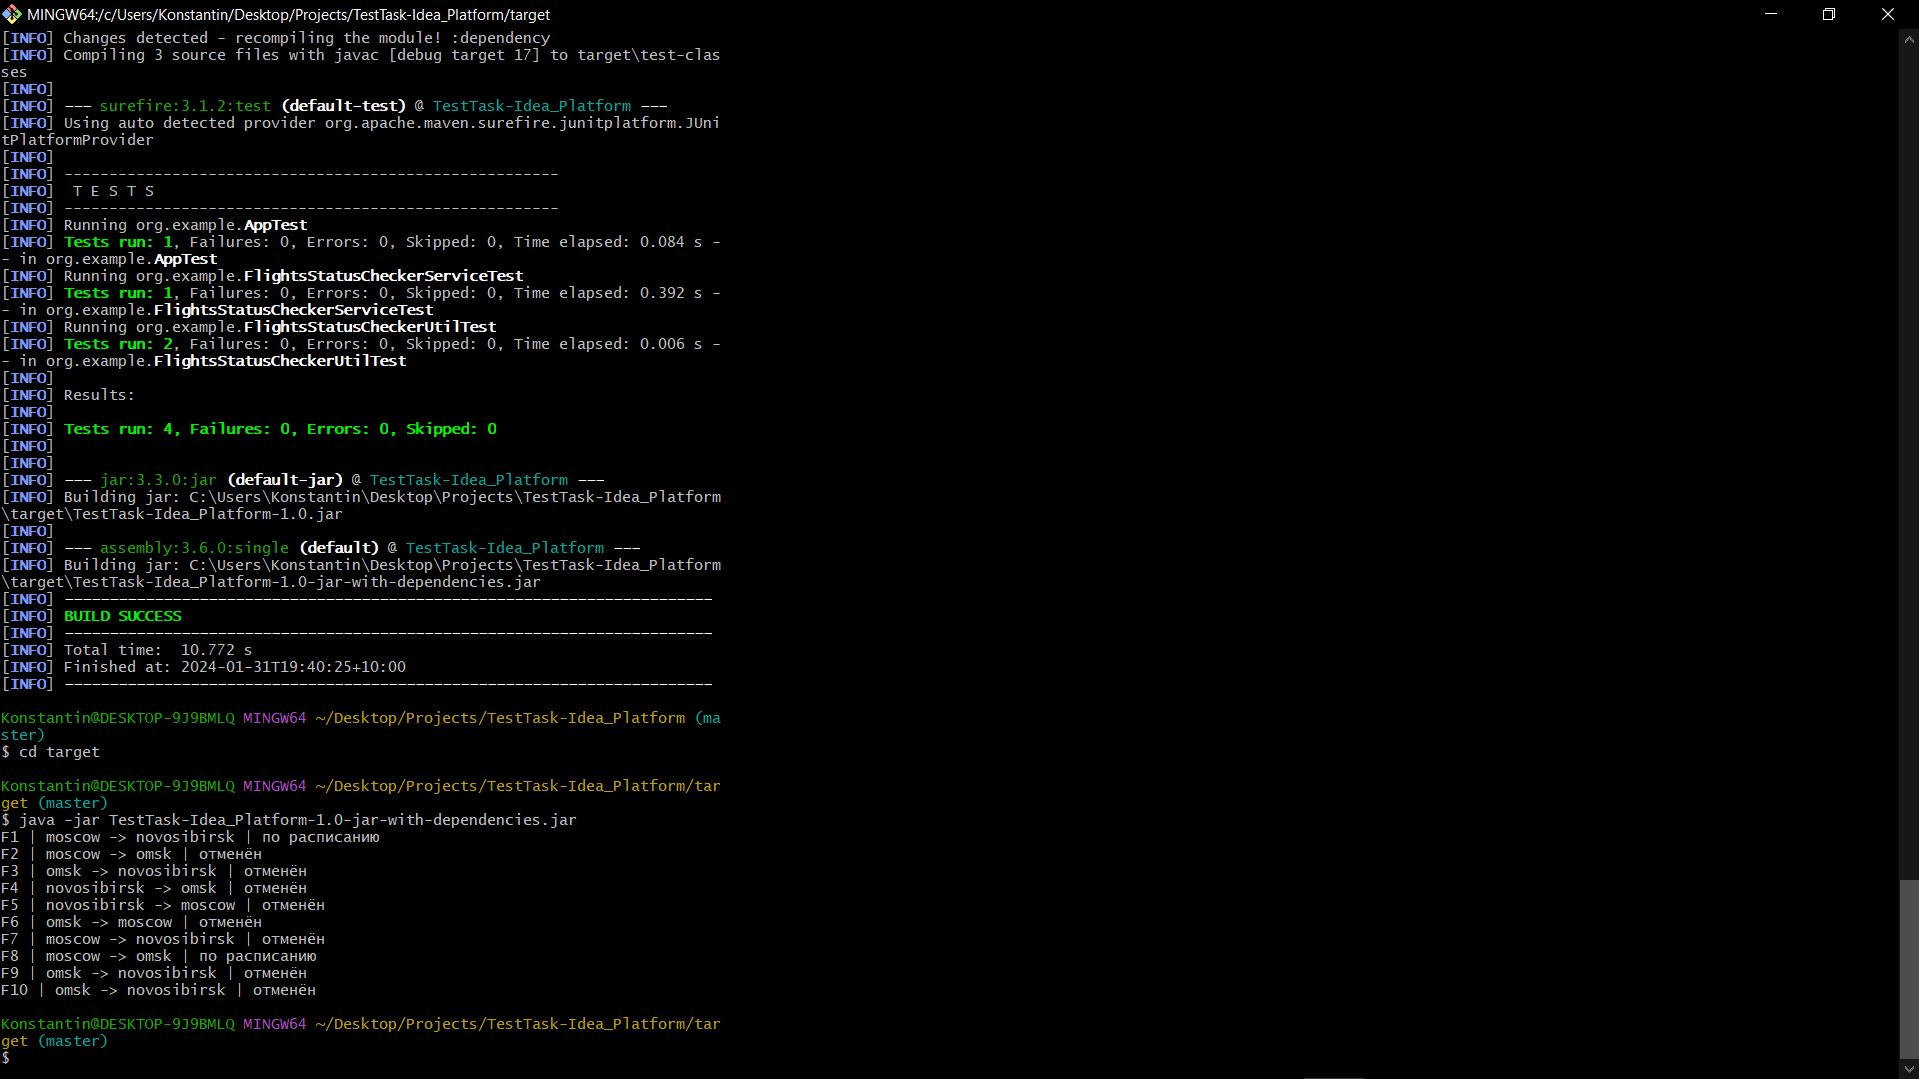 MINGW64:/c/Users/Konstantin/Desktop/Projects/TestTask-Idea_Platform/target
[INFO] Changes detected - recompiling the module! :dependency
[INFO] Compiling 3 source files with javac [debug target 17] to target\test-clas
ses
[INFO]
[INFO] --- surefire:3.1.2:test (default-test) @ TestTask-Idea_Platform ---
[INFO] Using auto detected provider org.apache.maven.surefire.junitplatform.JUni
tPlatformProvider
[INFO]
[INFO] -------------------------------------------------------
[INFO]  T E S T S
[INFO] -------------------------------------------------------
[INFO] Running org.example.AppTest
[INFO] Tests run: 1, Failures: 0, Errors: 0, Skipped: 0, Time elapsed: 0.084 s -
- in org.example.AppTest
[INFO] Running org.example.FlightsStatusCheckerServiceTest
[INFO] Tests run: 1, Failures: 0, Errors: 0, Skipped: 0, Time elapsed: 0.392 s -
- in org.example.FlightsStatusCheckerServiceTest
[INFO] Running org.example.FlightsStatusCheckerUtilTest
[INFO] Tests run: 2, Failures: 0, Errors: 0, Skipped: 0, Time elapsed: 0.006 s -
- in org.example.FlightsStatusCheckerUtilTest
[INFO]
[INFO] Results:
[INFO]
[INFO] Tests run: 4, Failures: 0, Errors: 0, Skipped: 0
[INFO]
[INFO]
[INFO] --- jar:3.3.0:jar (default-jar) @ TestTask-Idea_Platform ---
[INFO] Building jar: C:\Users\Konstantin\Desktop\Projects\TestTask-Idea_Platform
\target\TestTask-Idea_Platform-1.0.jar
[INFO]
[INFO] --- assembly:3.6.0:single (default) @ TestTask-Idea_Platform ---
[INFO] Building jar: C:\Users\Konstantin\Desktop\Projects\TestTask-Idea_Platform
\target\TestTask-Idea_Platform-1.0-jar-with-dependencies.jar
[INFO] ------------------------------------------------------------------------
[INFO] BUILD SUCCESS
[INFO] ------------------------------------------------------------------------
[INFO] Total time:  10.772 s
[INFO] Finished at: 2024-01-31T19:40:25+10:00
[INFO] ------------------------------------------------------------------------
Konstantin@DESKTOP-9J9BMLQ MINGW64 ~/Desktop/Projects/TestTask-Idea_Platform (ma
ster)
$ cd target
Konstantin@DESKTOP-9J9BMLQ MINGW64 ~/Desktop/Projects/TestTask-Idea_Platform/tar
get (master)
$ java -jar TestTask-Idea_Platform-1.0-jar-with-dependencies.jar
F1 | moscow -> novosibirsk | по расписанию
F2 | moscow -> omsk | отменён
F3 | omsk -> novosibirsk | отменён
F4 | novosibirsk -> omsk | отменён
F5 | novosibirsk -> moscow | отменён
F6 | omsk -> moscow | отменён
F7 | moscow -> novosibirsk | отменён
F8 | moscow -> omsk | по расписанию
F9 | omsk -> novosibirsk | отменён
F10 | omsk -> novosibirsk | отменён
Konstantin@DESKTOP-9J9BMLQ MINGW64 ~/Desktop/Projects/TestTask-Idea_Platform/tar
get (master)
$